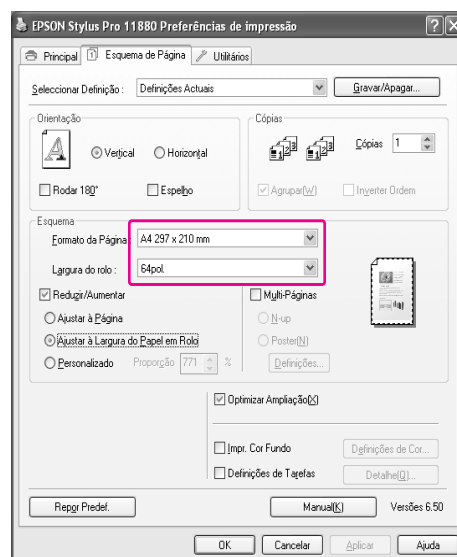 EPSON Stylus Pro 11880 Preferências de impressão
Principal Esquema de Página Utilitários
Seleccionar Definição : Definições Actuais Gravar/Apagar...
Orientação
Vertical Horizontal
Rodar 180° Espelho
Cópias
Cópias 1
Agrupar(W) Inverter Ordem
Esquema
Formato da Página: A4 297 x 210 mm
Largura do rolo : 64pol.
Reduzir/Aumentar Multi-Páginas
Ajustar à Página N-up
Ajustar à Largura do Papel em Rolo Poster(N)
Personalizado Proporção 771 % Definições...
Optimizar Ampliação(X)
Impr. Cor Fundo Definições de Cor...
Definições de Tarefas Detalhe(Q)...
Repor Predef. Manual(K) Versões 6.50
OK Cancelar Aplicar Ajuda